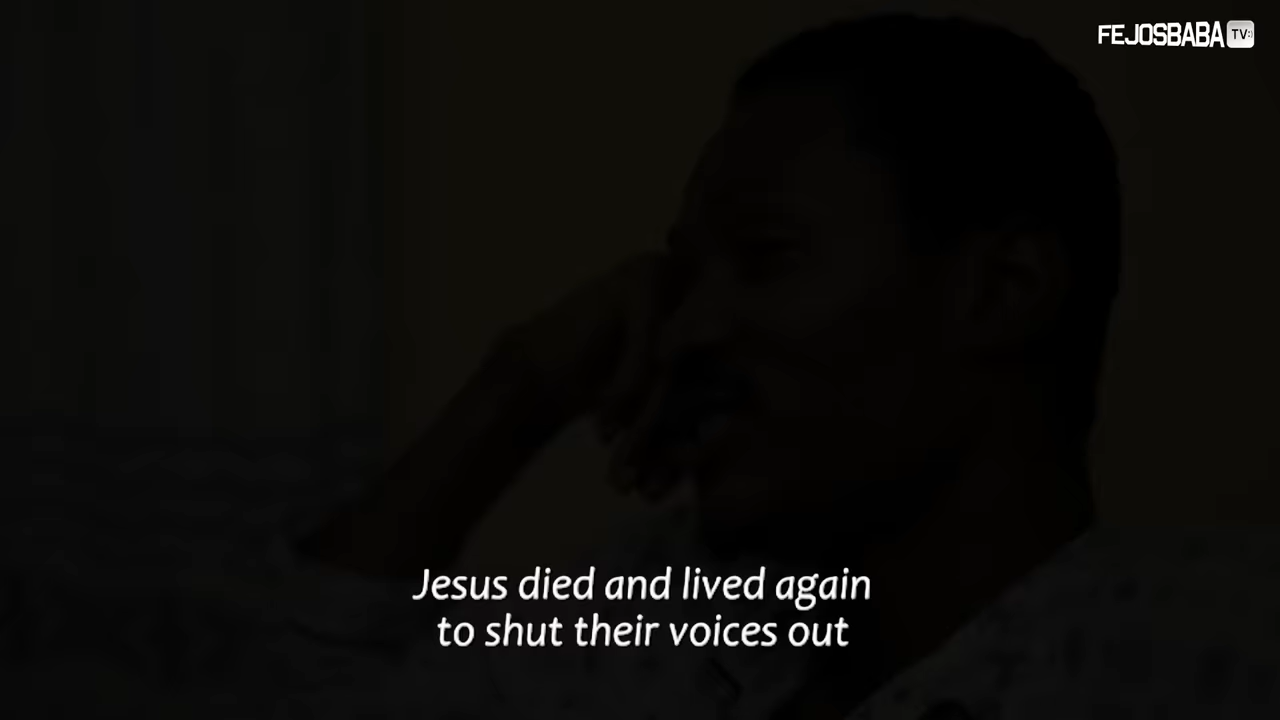 FEJOSBABA TV:)
Jesus died and lived again
to shut their voices out